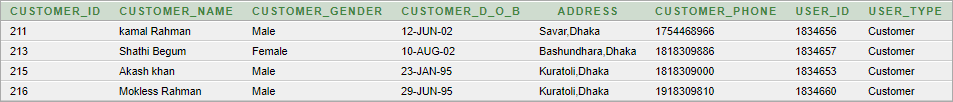 CUSTOMER_ID CUSTOMER_NAME CUSTOMER_GENDER CUSTOMER_D_O_B ADDRESS CUSTOMER_PHONE USER_ID USER_TYPE
211 kamal Rahman Male 12-JUN-02 Savar,Dhaka 1754468966 1834656 Customer
213 Shathi Begum Female 10-AUG-02 Bashundhara,Dhaka 1818309886 1834657 Customer
215 Akash khan Male 23-JAN-95 Kuratoli,Dhaka 1818309000 1834653 Customer
216 Mokless Rahman Male 29-JUN-95 Kuratoli,Dhaka 1918309810 1834660 Customer